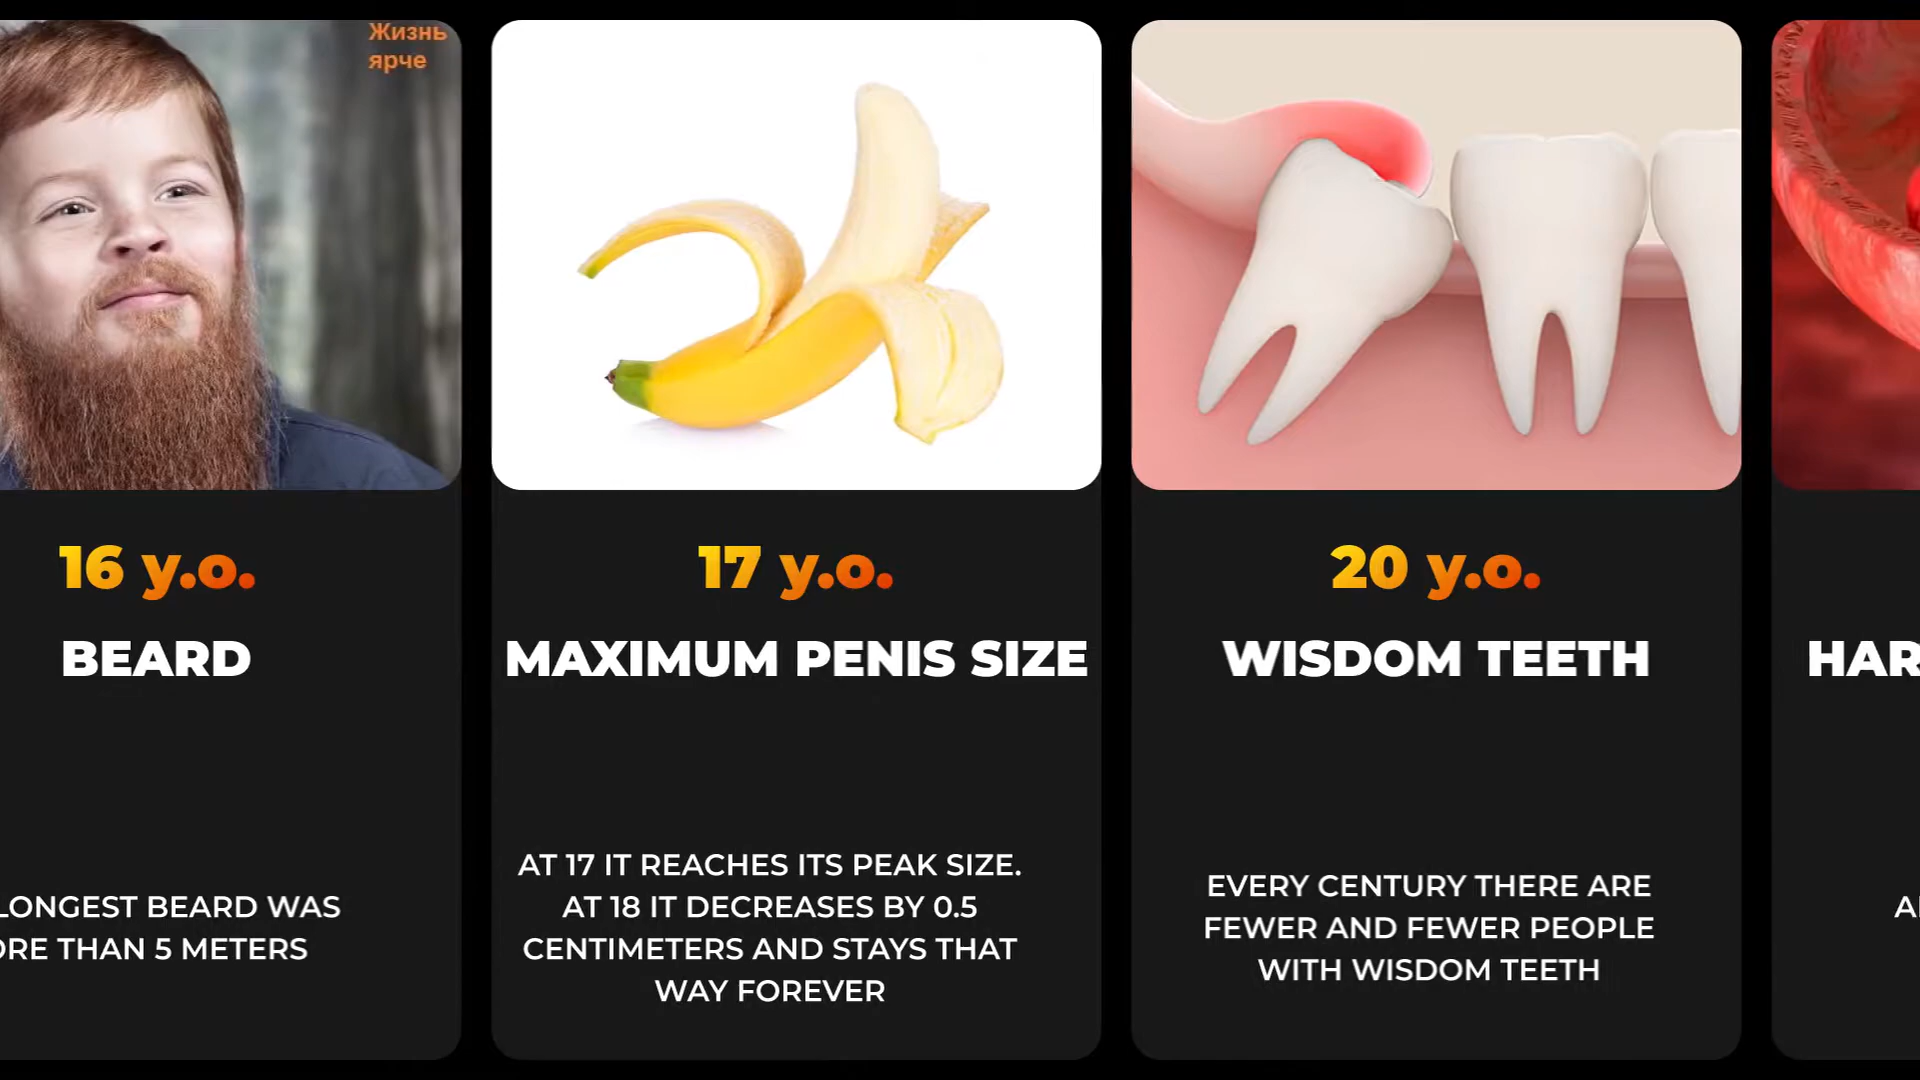 Жизнь
ярче
16 y.o.
BEARD
LONGEST BEARD WAS
ORE THAN 5 METERS
17 y.o.
MAXIMUM PENIS SIZE
AT 17 IT REACHES ITS PEAK SIZE.
AT 18 IT DECREASES BY 0.5
CENTIMETERS AND STAYS THAT
WAY FOREVER
20 y.o.
WISDOM TEETH
EVERY CENTURY THERE ARE
FEWER AND FEWER PEOPLE
WITH WISDOM TEETH
HAR